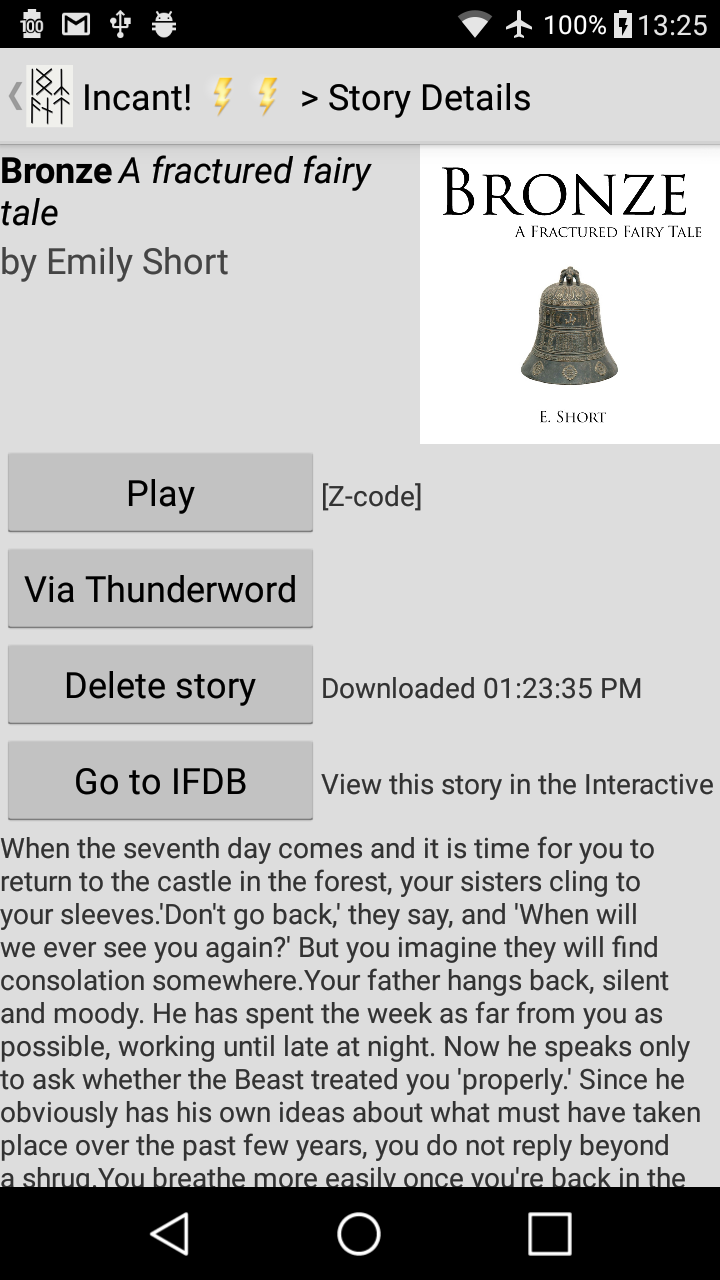 100
100% 13:25
Incant! > Story Details
Bronze A fractured fairy
tale
by Emily Short
BRONZE
A FRACTURED FAIRY TALE
E. SHORT
Play [Z-code]
Via Thunderword
Delete story Downloaded 01:23:35 PM
Go to IFDB View this story in the Interactive
When the seventh day comes and it is time for you to
return to the castle in the forest, your sisters cling to
your sleeves.'Don't go back,' they say, and 'When will
we ever see you again?' But you imagine they will find
consolation somewhere.Your father hangs back, silent
and moody. He has spent the week as far from you as
possible, working until late at night. Now he speaks only
to ask whether the Beast treated you 'properly.' Since he
obviously has his own ideas about what must have taken
place over the past few years, you do not reply beyond
a shrug.You breathe more easily once you're back in the